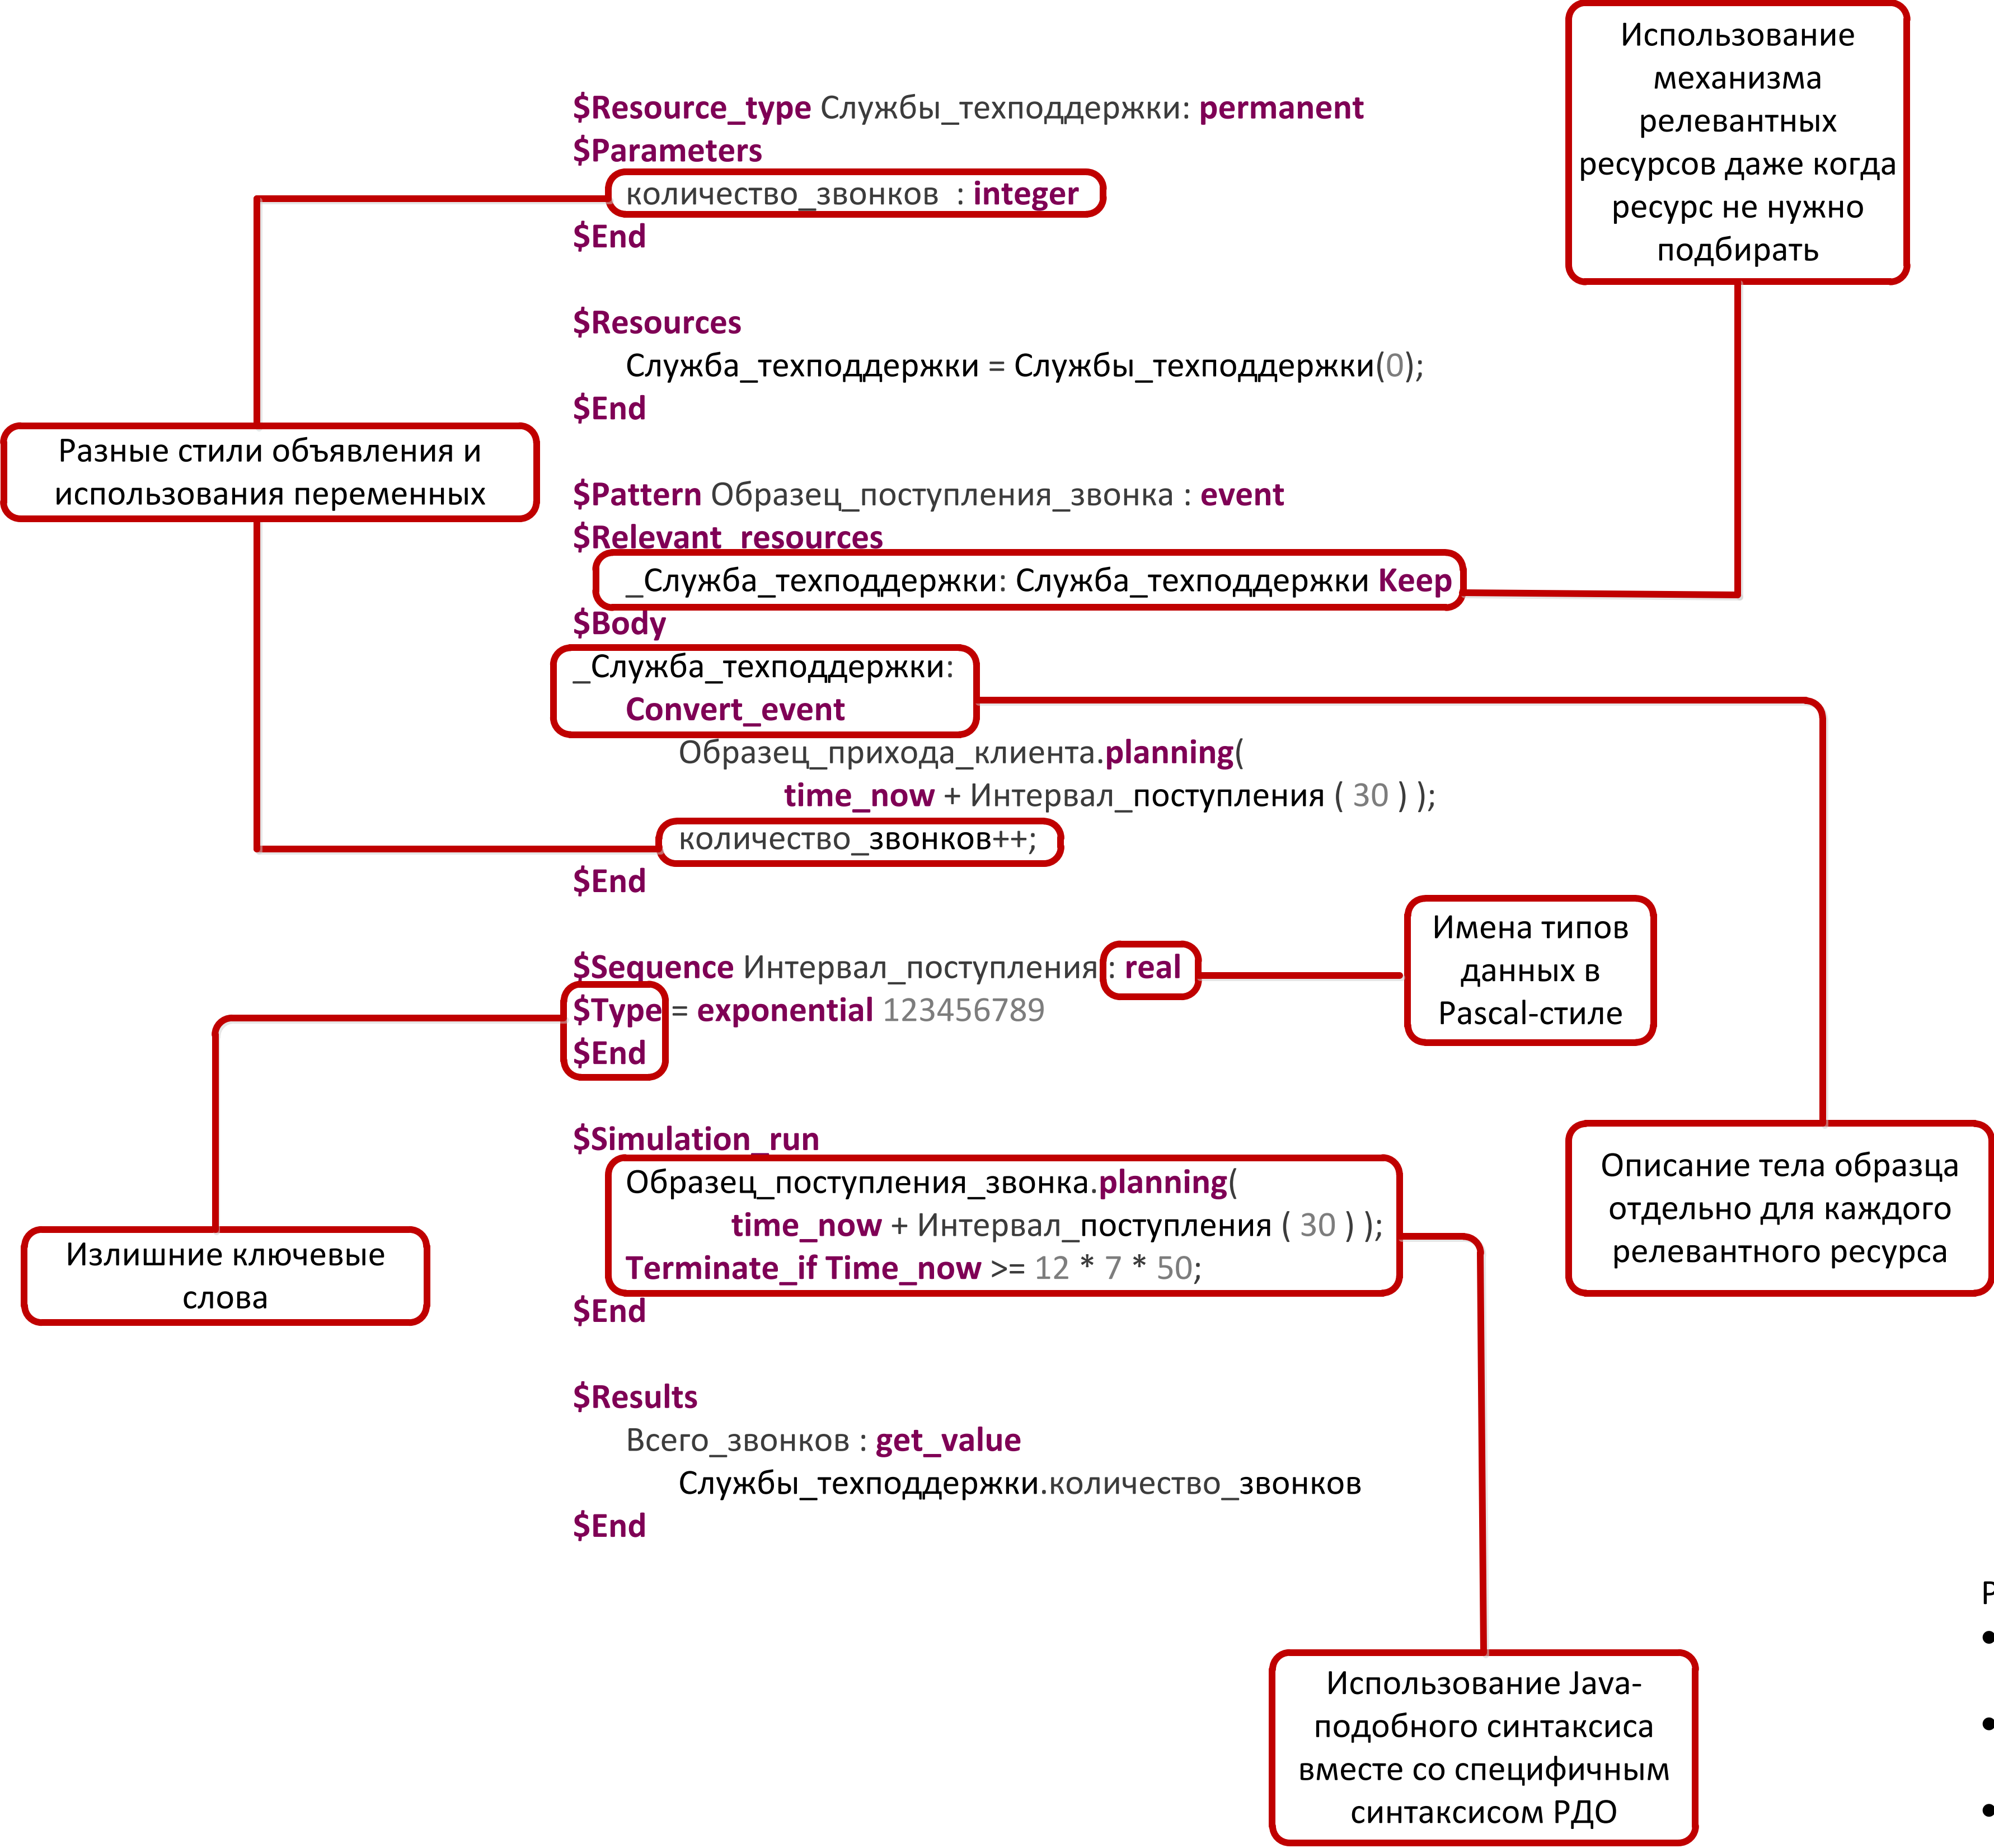 Использование
механизма
релевантных
ресурсов даже когда
ресурс не нужно
подбирать
$Resource_type Службы_техподдержки: permanent
$Parameters
количество_звонков : integer
$End
$Resources
Служба_техподдержки = Службы_техподдержки(0);
$End
Разные стили объявления и
использования переменных
$Pattern Образец_поступления_звонка : event
$Relevant_resources
_Служба_техподдержки: Служба_техподдержки Keep
$Body
_Служба_техподдержки:
Convert_event
Образец_прихода_клиента.planning(
time_now + Интервал_поступления ( 30 ) );
количество_звонков++;
$End
Имена типов
данных в
Pascal-стиле
$Sequence Интервал_поступления : real
$Type = exponential 123456789
$End
$Simulation_run
Образец_поступления_звонка.planning(
time_now + Интервал_поступления ( 30 ) );
Terminate_if Time_now >= 12 * 7 * 50;
$End
Описание тела образца
отдельно для каждого
релевантного ресурса
Излишние ключевые
слова
$Results
Всего_звонков : get_value
Службы_техподдержки.количество_звонков
$End
Использование Java-
подобного синтаксиса
вместе со специфичным
синтаксисом РДО